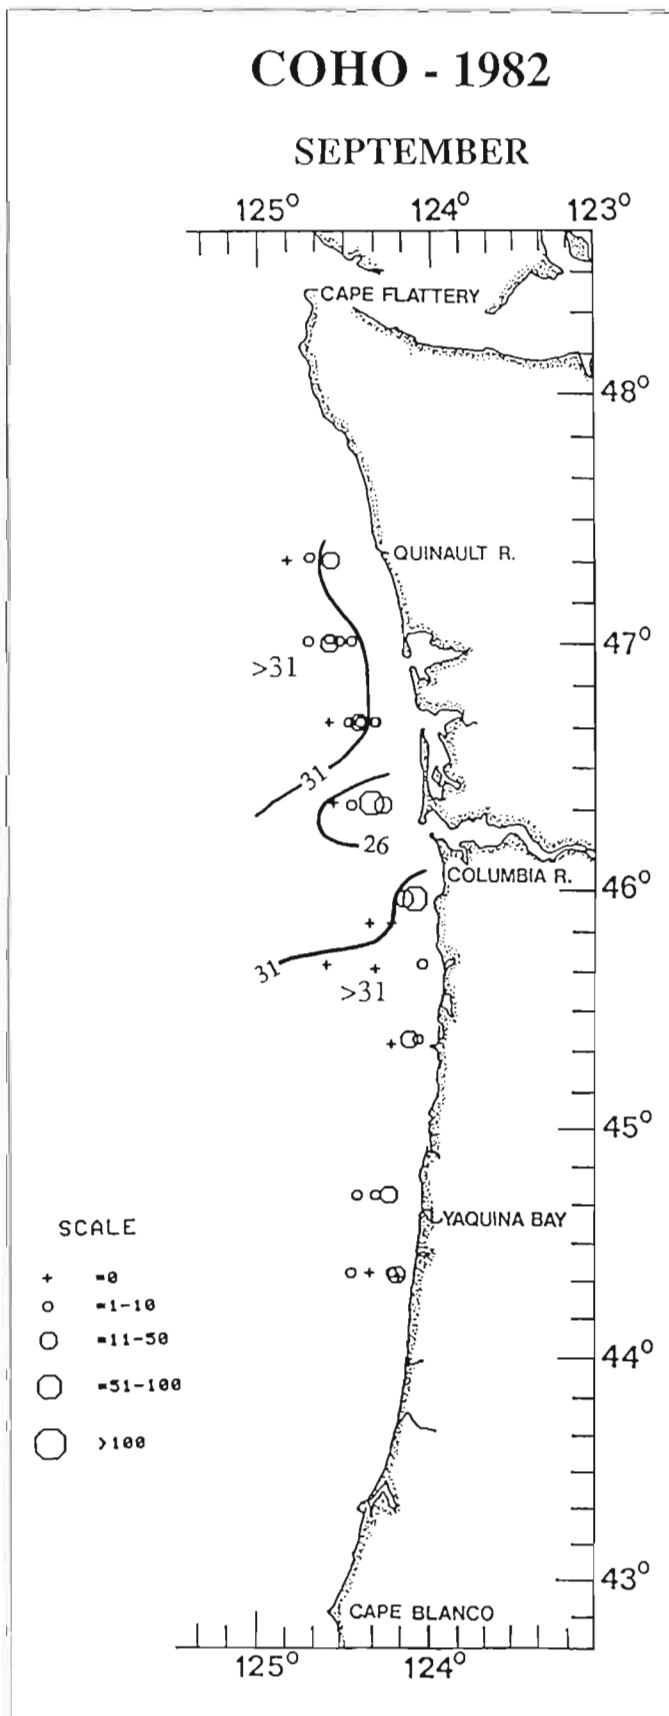 COHO - 1982
SEPTEMBER
125° 124° 123°
CAPE FLATTERY
48°
QUINAULT R.
47°
>31
31
26
COLUMBIA R.
46°
31
>31
45°
SCALE
YAQUINA BAY
+ =0
=1-10
=11-50
44°
=51-100
>100
43°
CAPE BLANCO
125° 124°